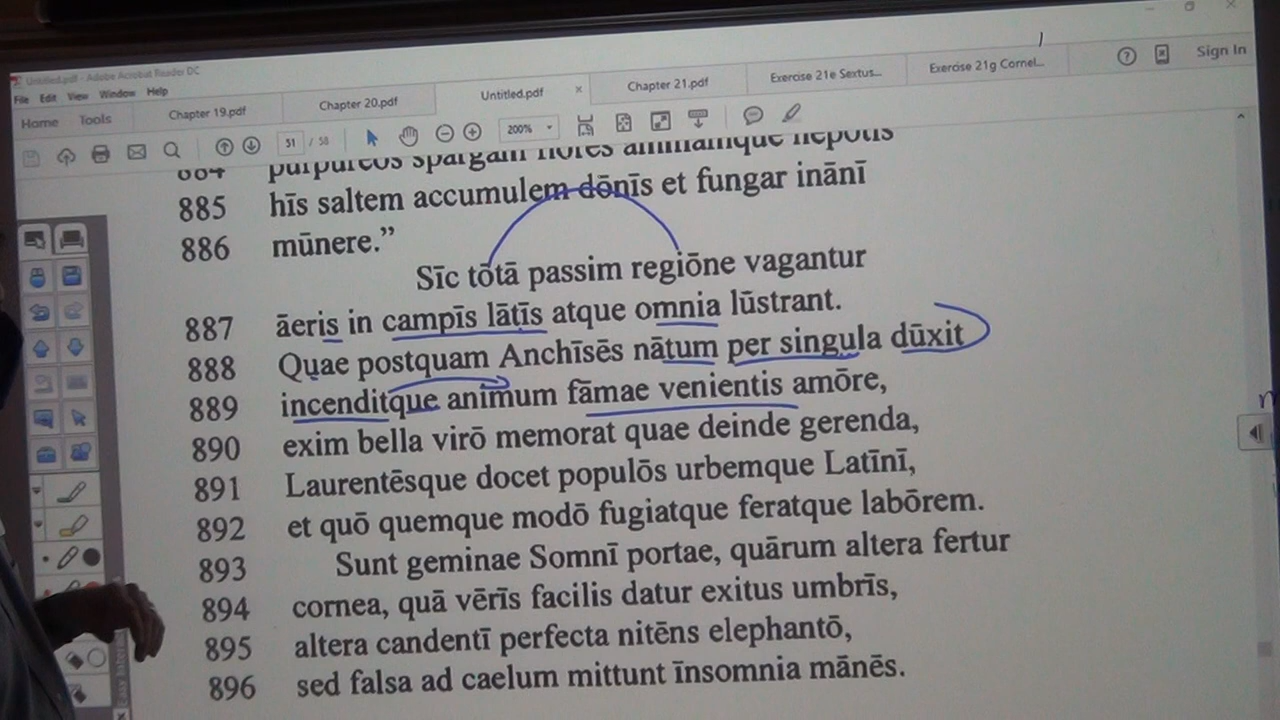 Untitled.pdf - Adobe Acrobat Reader DC
File Edit View Window Help
Home Tools Chapter 19.pdf Chapter 20.pdf Untitled.pdf × Chapter 21.pdf Exercise 21e Sextus... Exercise 21g Cornel... Sign In
51 / 58 200%
884 purpureōs spargam flōrēs animamque nepōtis
885 hīs saltem accumulem dōnīs et fungar inānī
886 mūnere.”
Sīc tōtā passim regiōne vagantur
887 āeris in campīs lātīs atque omnia lūstrant.
888 Quae postquam Anchīsēs nātum per singula dūxit
889 incenditque animum fāmae venientis amōre,
890 exim bella virō memorat quae deinde gerenda,
891 Laurentēsque docet populōs urbemque Latīnī,
892 et quō quemque modō fugiatque feratque labōrem.
893 Sunt geminae Somnī portae, quārum altera fertur
894 cornea, quā vērīs facilis datur exitus umbrīs,
895 altera candentī perfecta nitēns elephantō,
896 sed falsa ad caelum mittunt īnsomnia mānēs.